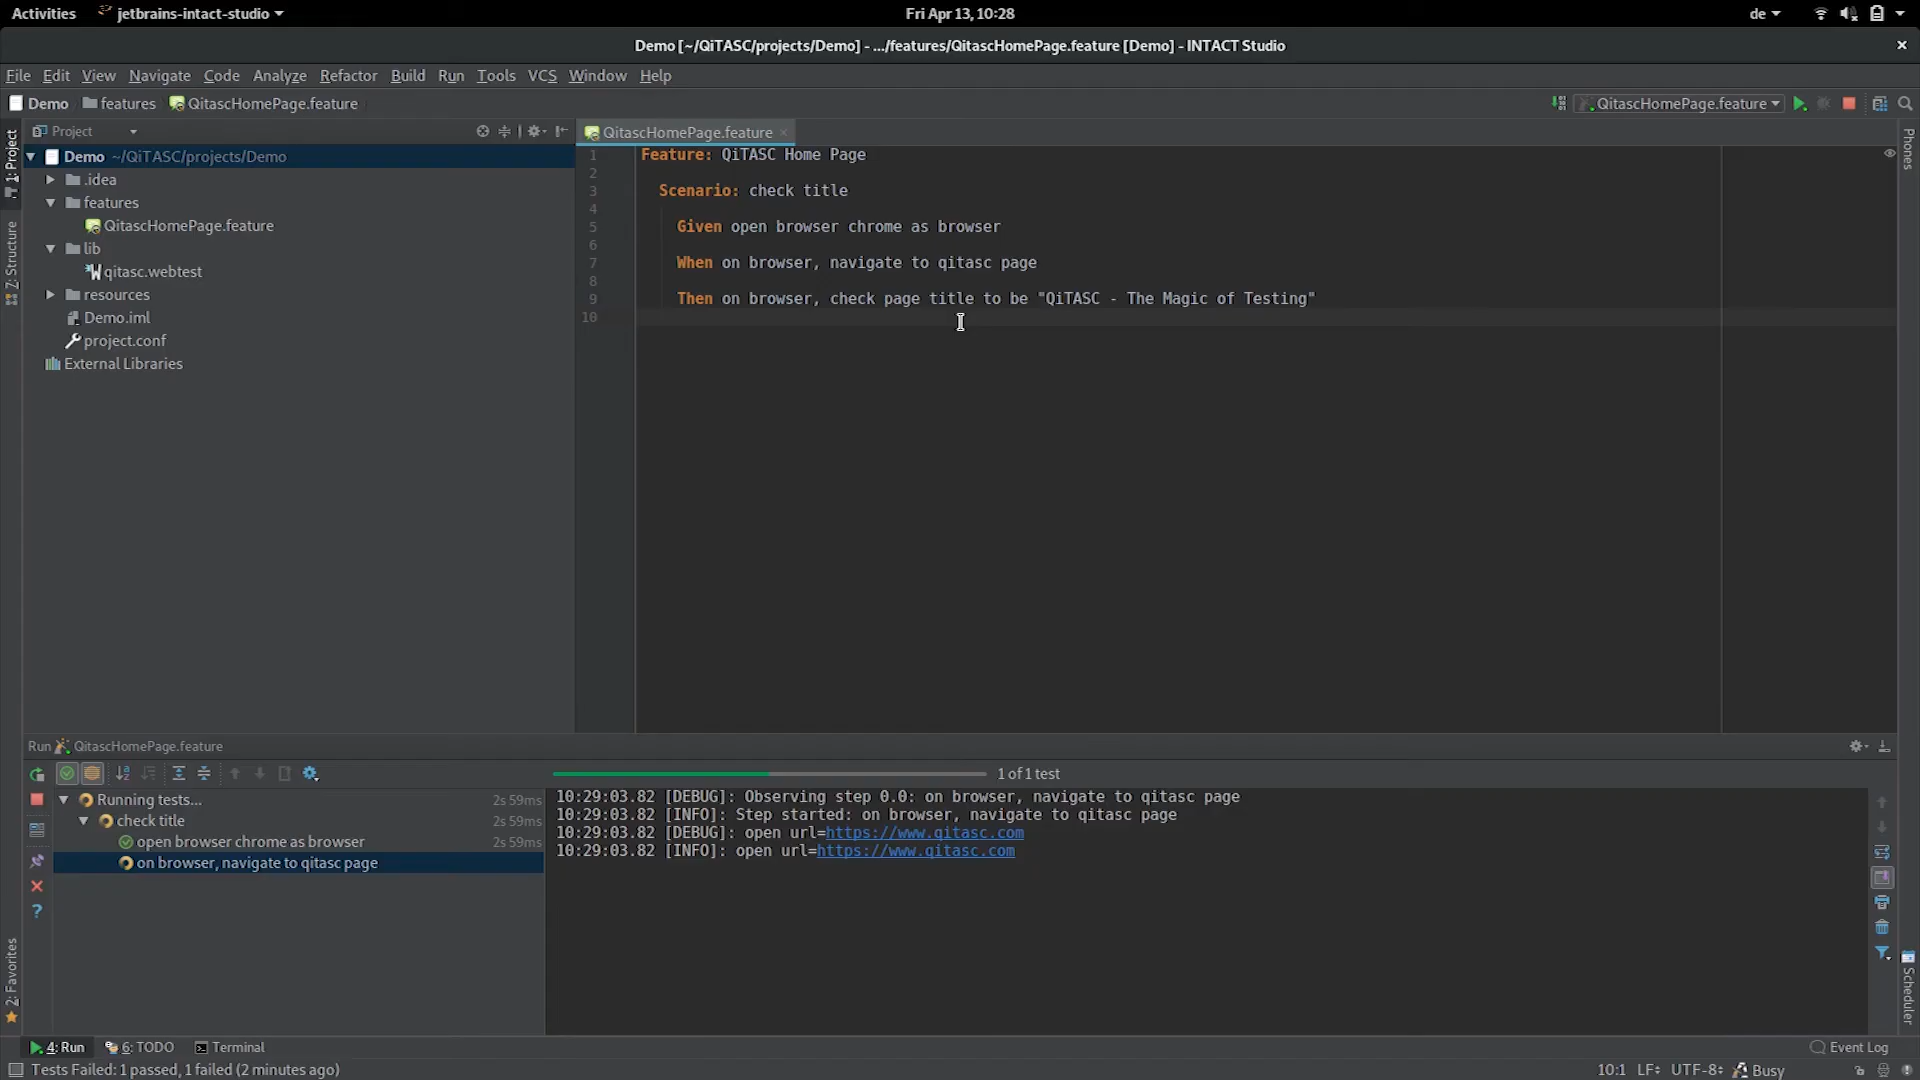 Activities jetbrains-intact-studio Fri Apr 13, 10:28 de
Demo [~/QiTASC/projects/Demo] - .../features/QitascHomePage.feature [Demo] - INTACT Studio
File Edit View Navigate Code Analyze Refactor Build Run Tools VCS Window Help
Demo features QitascHomePage.feature QitascHomePage.feature
1: Project
Z: Structure
2: Favorites
Project
Demo ~/QiTASC/projects/Demo
.idea
features
QitascHomePage.feature
lib
qitasc.webtest
resources
Demo.iml
project.conf
External Libraries
QitascHomePage.feature
1 Feature: QiTASC Home Page
2
3 Scenario: check title
4
5 Given open browser chrome as browser
6
7 When on browser, navigate to qitasc page
8
9 Then on browser, check page title to be "QiTASC - The Magic of Testing"
10
Phones
Scheduler
Run QitascHomePage.feature
1 of 1 test
Running tests... 2s 59ms
check title 2s 59ms
open browser chrome as browser 2s 59ms
on browser, navigate to qitasc page
10:29:03.82 [DEBUG]: Observing step 0.0: on browser, navigate to qitasc page
10:29:03.82 [INFO]: Step started: on browser, navigate to qitasc page
10:29:03.82 [DEBUG]: open url=https://www.qitasc.com
10:29:03.82 [INFO]: open url=https://www.qitasc.com
4: Run 6: TODO Terminal Event Log
Tests Failed: 1 passed, 1 failed (2 minutes ago) 10:1 LF UTF-8 Busy